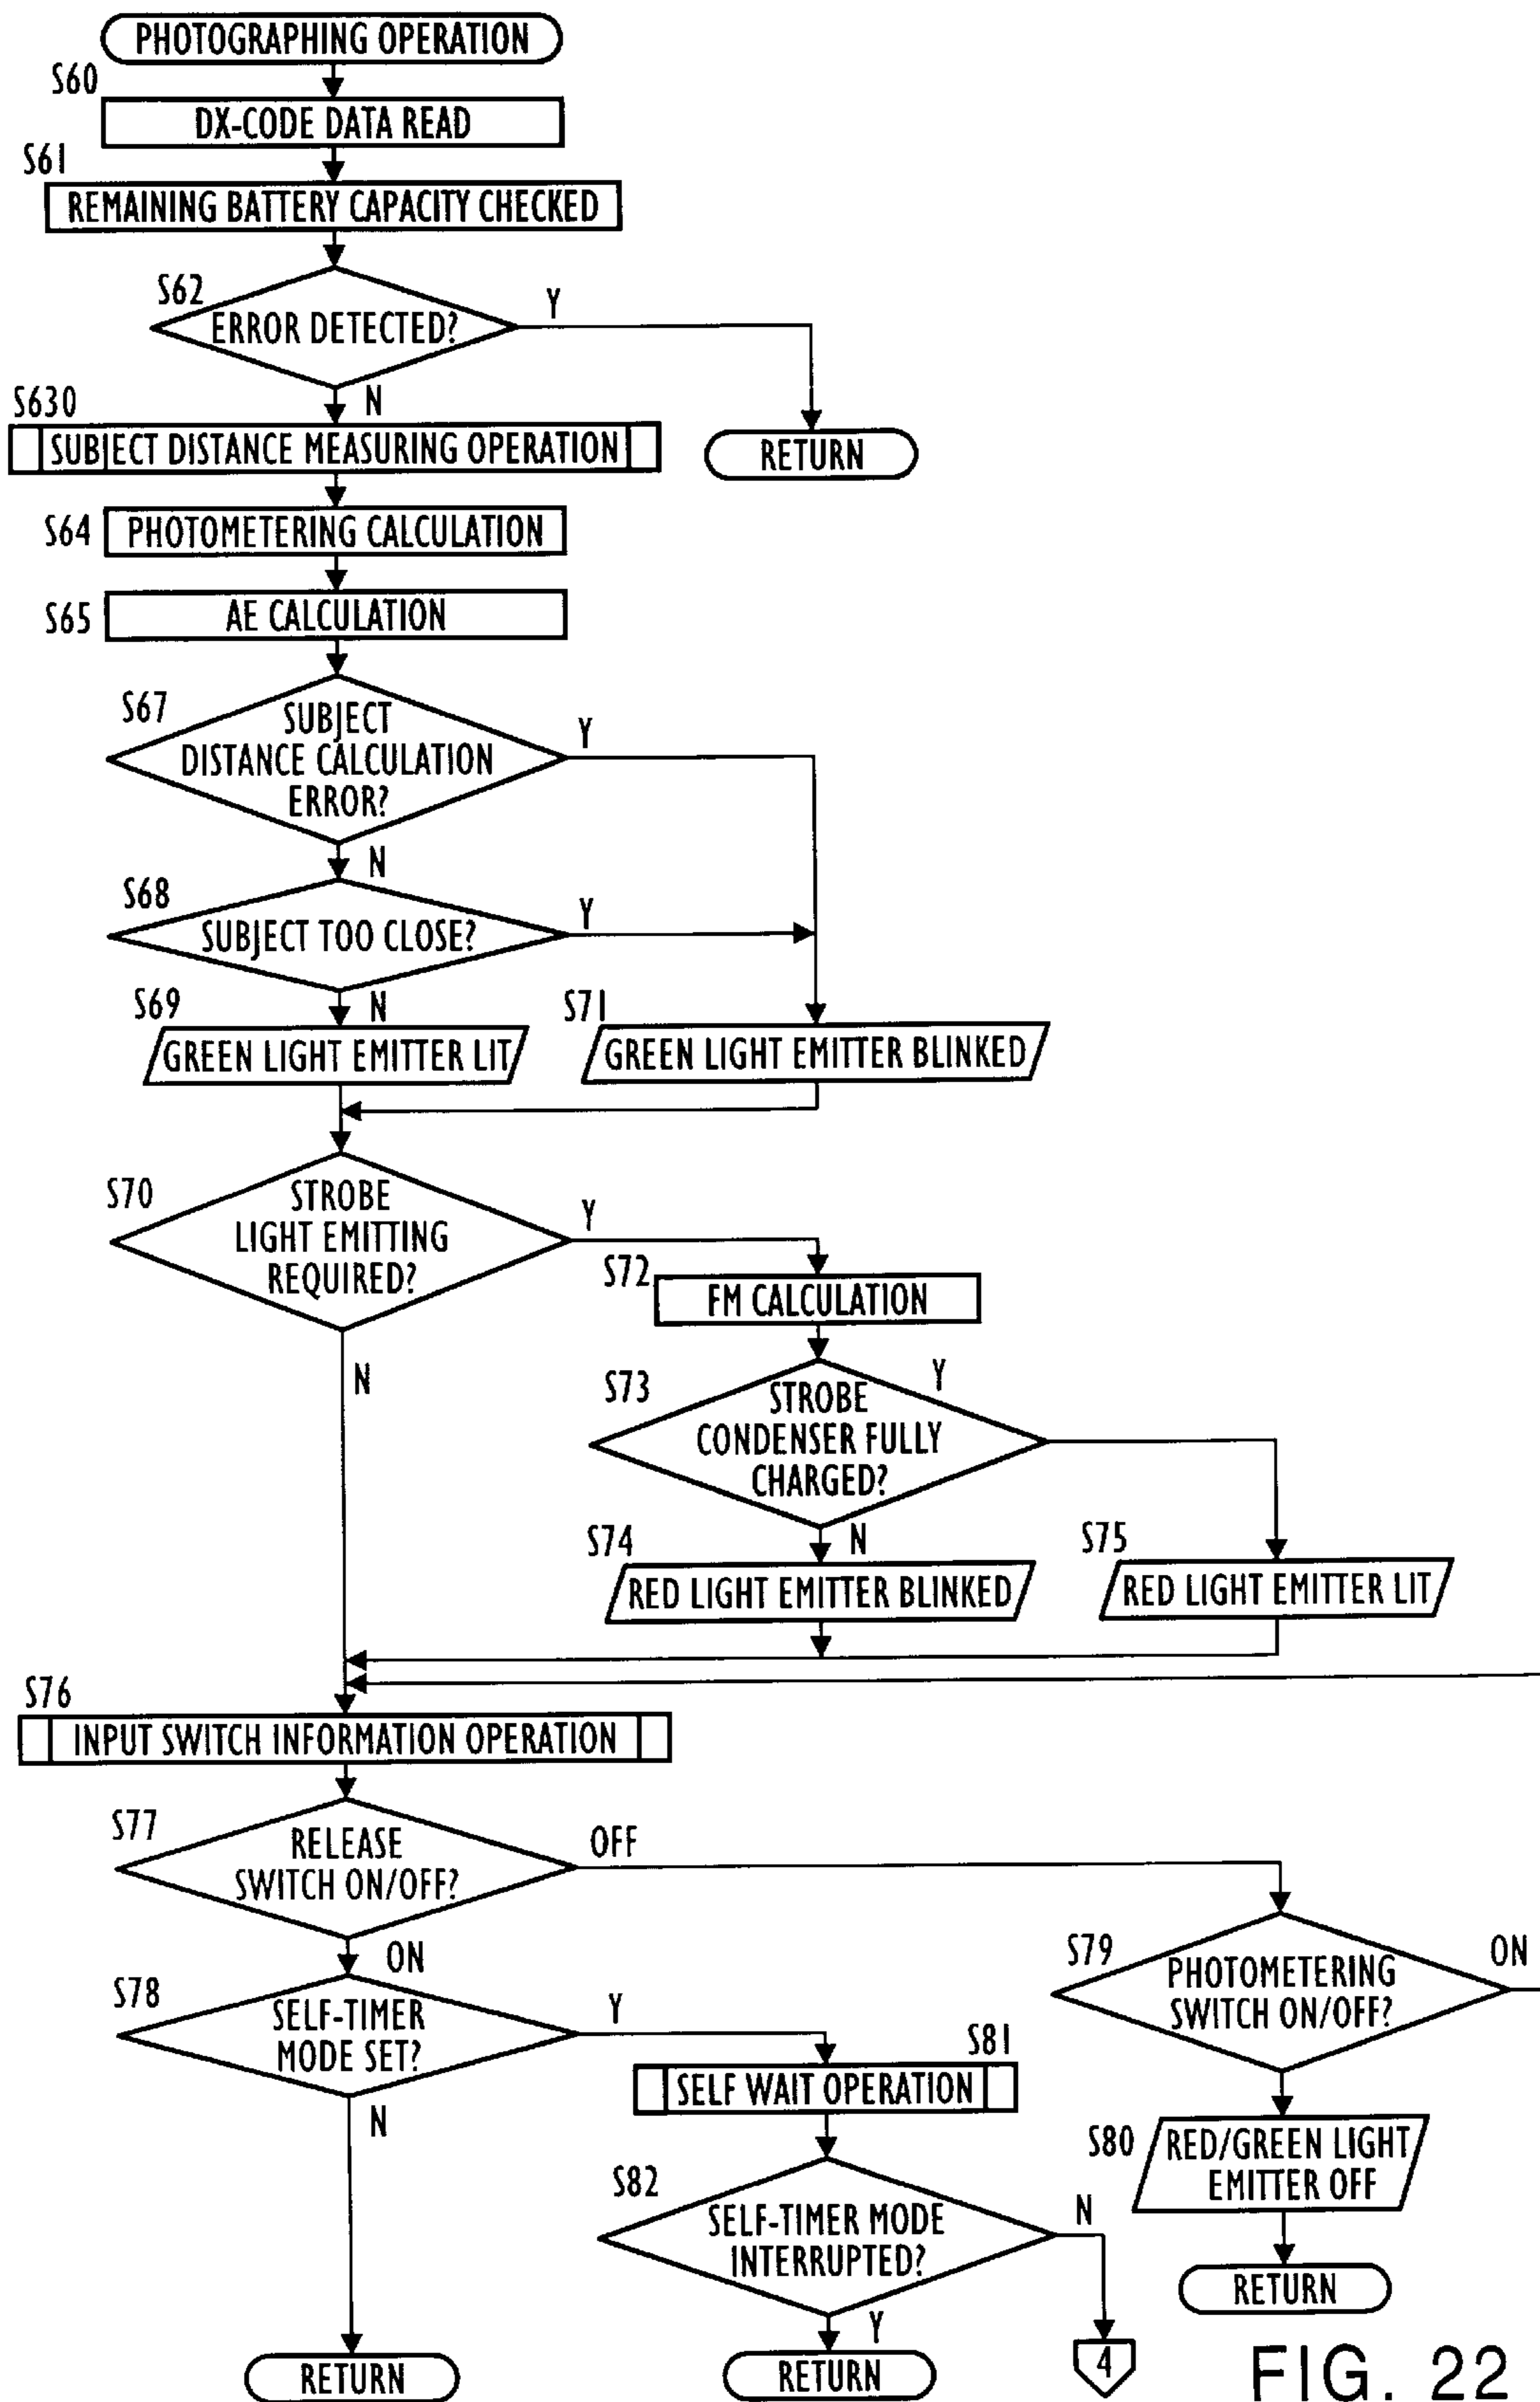 PHOTOGRAPHING OPERATION
S60
DX-CODE DATA READ
S61
REMAINING BATTERY CAPACITY CHECKED
S62
ERROR DETECTED?
Y
N
S630
SUBJECT DISTANCE MEASURING OPERATION
RETURN
S64
PHOTOMETERING CALCULATION
S65
AE CALCULATION
S67
SUBJECT
DISTANCE CALCULATION
ERROR?
Y
N
S68
SUBJECT TOO CLOSE?
Y
N
S69
GREEN LIGHT EMITTER LIT
S71
GREEN LIGHT EMITTER BLINKED
S70
STROBE
LIGHT EMITTING
REQUIRED?
Y
N
S72
FM CALCULATION
S73
STROBE
CONDENSER FULLY
CHARGED?
Y
N
S74
RED LIGHT EMITTER BLINKED
S75
RED LIGHT EMITTER LIT
S76
INPUT SWITCH INFORMATION OPERATION
S77
RELEASE
SWITCH ON/OFF?
OFF
ON
S78
SELF-TIMER
MODE SET?
Y
N
S79
PHOTOMETERING
SWITCH ON/OFF?
ON
S81
SELF WAIT OPERATION
S80
RED/GREEN LIGHT
EMITTER OFF
S82
SELF-TIMER MODE
INTERRUPTED?
N
Y
RETURN
RETURN
RETURN
4
FIG. 22